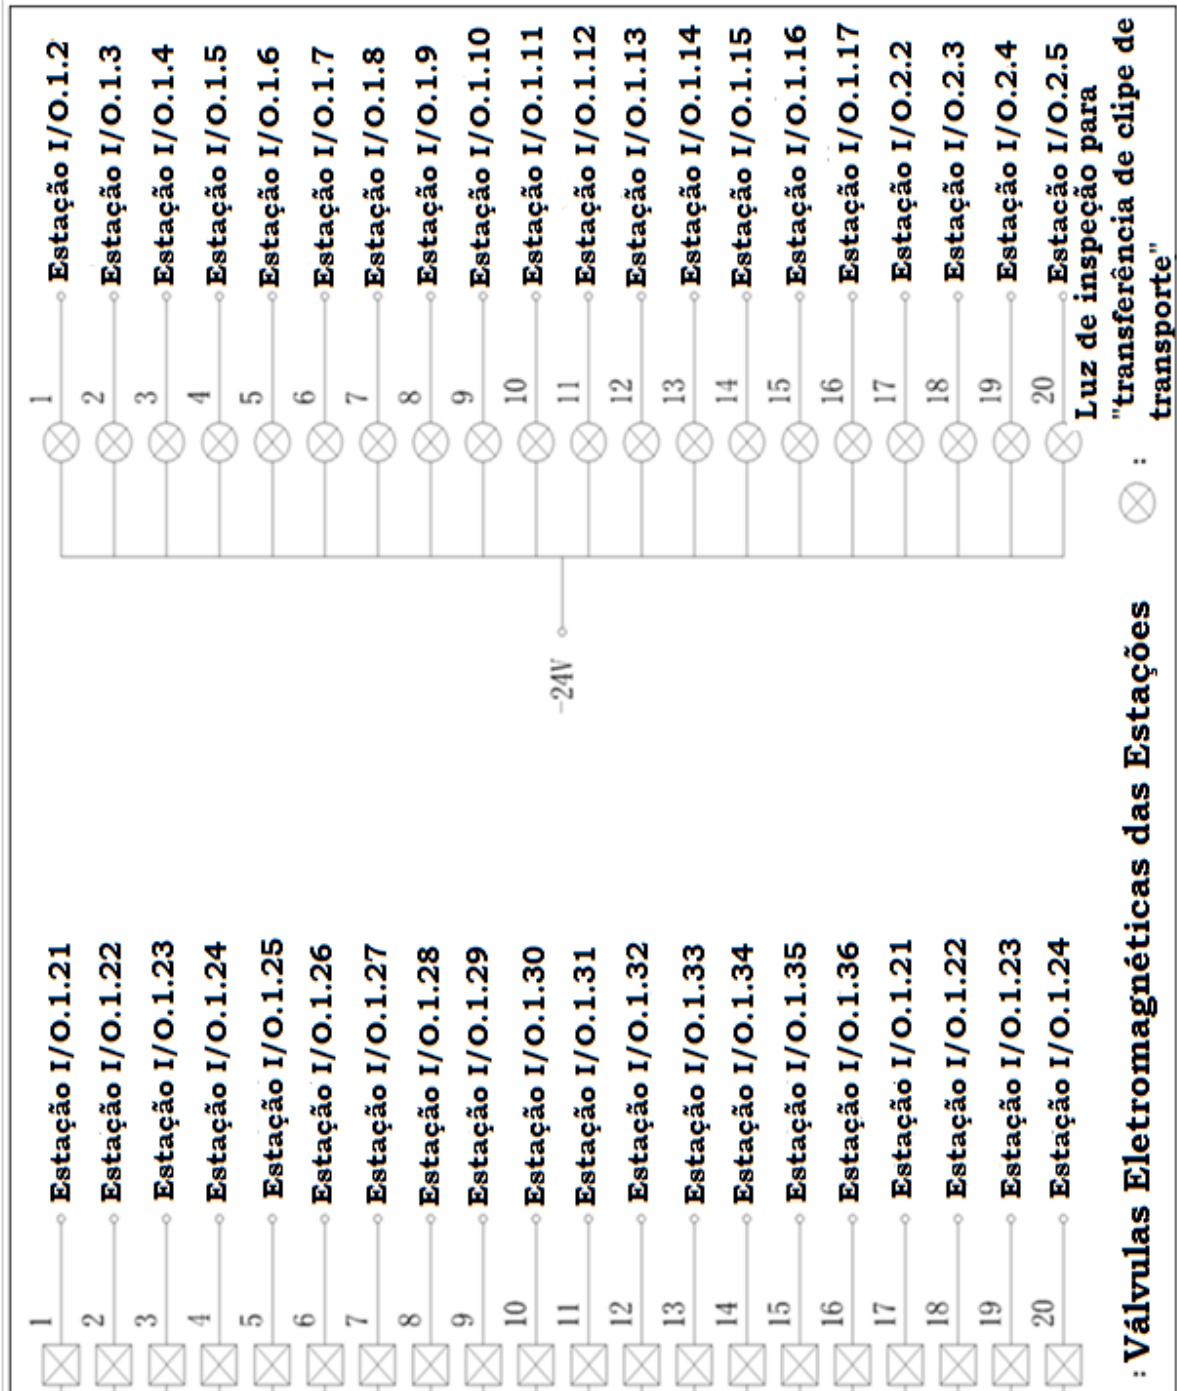 1 Estação I/O.1.21
2 Estação I/O.1.22
3 Estação I/O.1.23
4 Estação I/O.1.24
5 Estação I/O.1.25
6 Estação I/O.1.26
7 Estação I/O.1.27
8 Estação I/O.1.28
9 Estação I/O.1.29
10 Estação I/O.1.30
11 Estação I/O.1.31
12 Estação I/O.1.32
13 Estação I/O.1.33
14 Estação I/O.1.34
15 Estação I/O.1.35
16 Estação I/O.1.36
17 Estação I/O.1.21
18 Estação I/O.1.22
19 Estação I/O.1.23
20 Estação I/O.1.24
: Válvulas Eletromagnéticas das Estações
-24V
1 Estação I/O.1.2
2 Estação I/O.1.3
3 Estação I/O.1.4
4 Estação I/O.1.5
5 Estação I/O.1.6
6 Estação I/O.1.7
7 Estação I/O.1.8
8 Estação I/O.1.9
9 Estação I/O.1.10
10 Estação I/O.1.11
11 Estação I/O.1.12
12 Estação I/O.1.13
13 Estação I/O.1.14
14 Estação I/O.1.15
15 Estação I/O.1.16
16 Estação I/O.1.17
17 Estação I/O.2.2
18 Estação I/O.2.3
19 Estação I/O.2.4
20 Estacão I/O.2.5
Luz de inspeção para
: "transferência de clipe de
transporte"